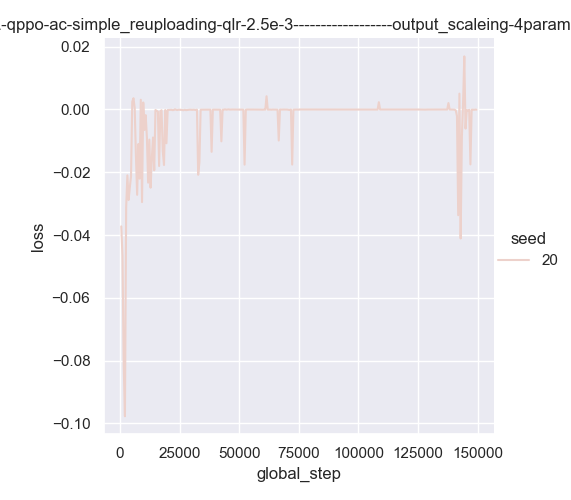 -qppo-ac-simple_reuploading-qlr-2.5e-3------------------output_scaleing-4param
0.02
0.00
−0.02
−0.04
−0.06
−0.08
−0.10
loss
0 25000 50000 75000 100000 125000 150000
global_step
seed
20